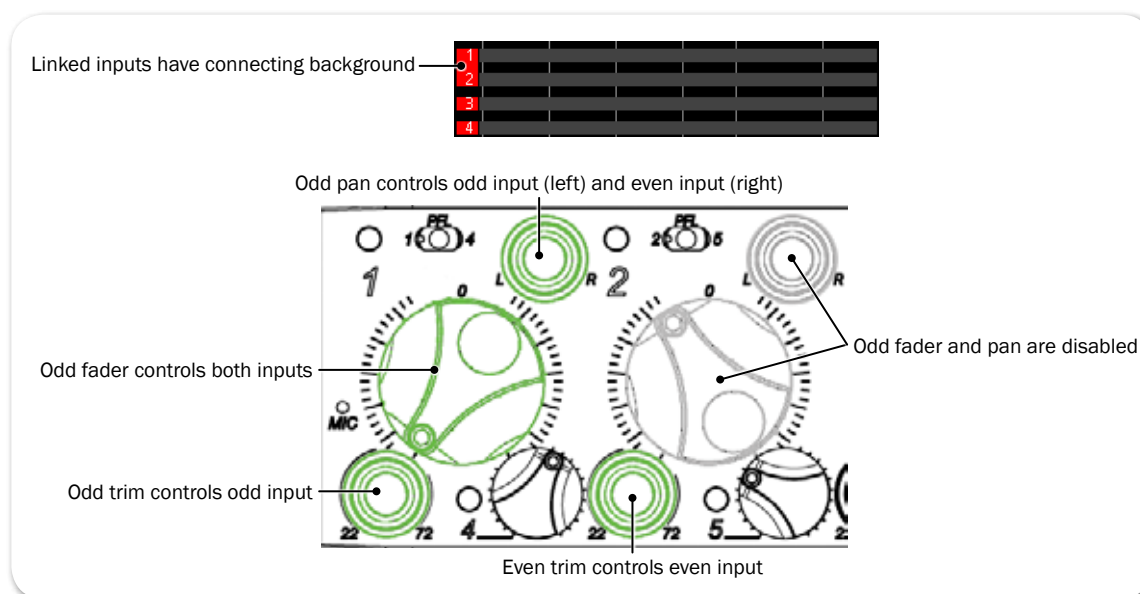 Linked inputs have connecting background
1
2
3
4
Odd pan controls odd input (left) and even input (right)
PFL
1 4
PFL
2 5
1
L R
2
L R
0
0
Odd fader controls both inputs
Odd fader and pan are disabled
MIC
Odd trim controls odd input
22 72
4
22 72
5
22
Even trim controls even input